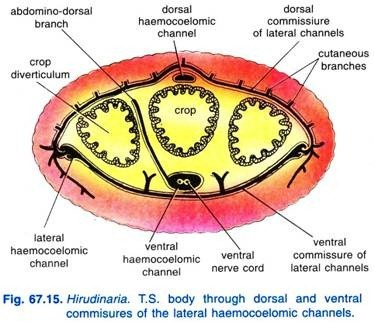 abdomino-dorsal
branch
dorsal
haemocoelomic
channel
dorsal
commissiure
of lateral channels
cutaneous
branches
crop
diverticulum
crop
lateral
haemocoelomic
channel
ventral
haemocoelomic
channel
ventral
nerve cord
ventral
commissure of
lateral channels
Fig. 67.15. Hirudinaria. T.S. body through dorsal and ventral
commisures of the lateral haemocoelomic channels.